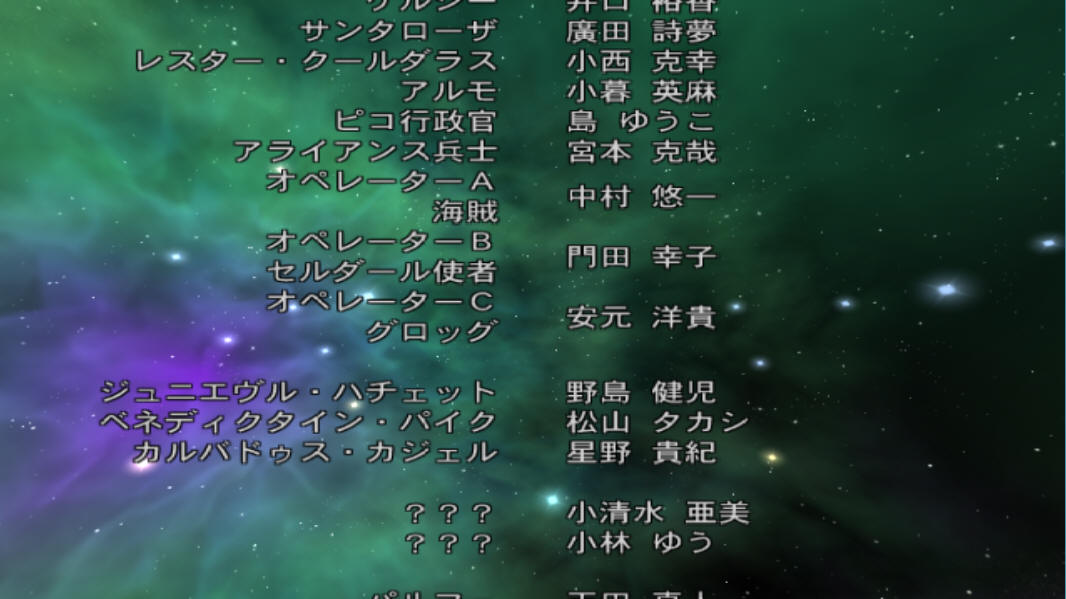 サンタローザ 廣田 詩夢
レスター・クールダラス 小西 克幸
アルモ 小暮 英麻
ピコ行政官 島 ゆうこ
アライアンス兵士 宮本 克哉
オペレーターA
海賊 中村 悠一
オペレーターB
セルダール使者 門田 幸子
オペレーターC
グロッグ 安元 洋貴
ジュニエヴル・ハチェット 野島 健児
ベネディクタイン・パイク 松山 タカシ
カルバドゥス・カジェル 星野 貴紀
？？？ 小清水 亜美
？？？ 小林 ゆう